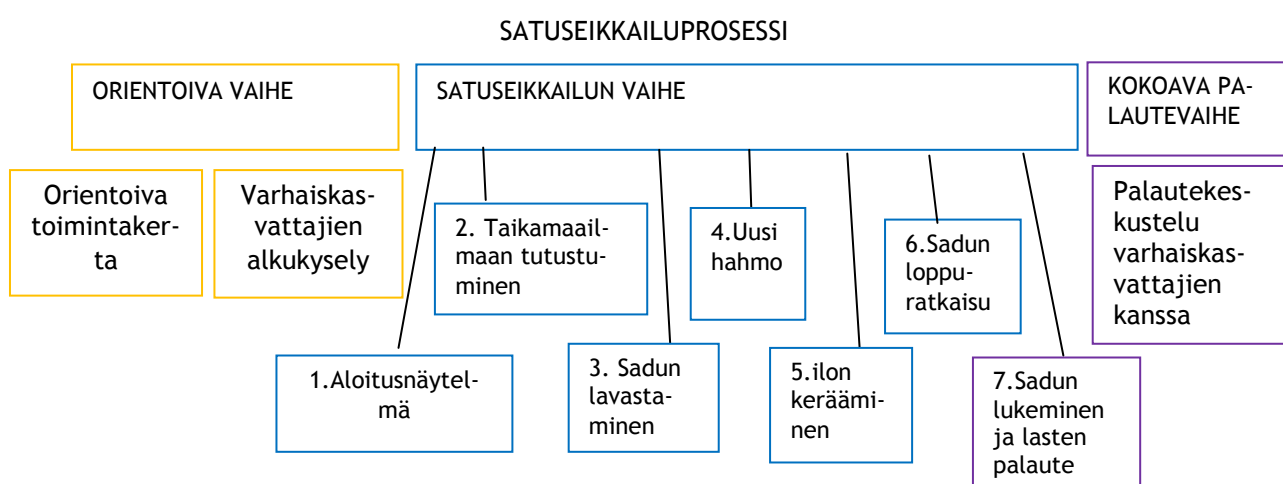 SATUSEIKKAILUPROSESSI
ORIENTOIVA VAIHE
SATUSEIKKAILUN VAIHE
KOKOAVA PA-
LAUTEVAIHE
Orientoiva
toimintaker-
ta
Varhaiskas-
vattajien
alkukysely
2. Taikamaail-
maan tutustu-
minen
4.Uusi
hahmo
6.Sadun
loppu-
ratkaisu
Palautekes-
kustelu
varhaiskas-
vattajien
kanssa
1.Aloitusnäytel-
mä
3. Sadun
lavasta-
minen
5.ilon
keräämi-
nen
7.Sadun
lukeminen
ja lasten
palaute